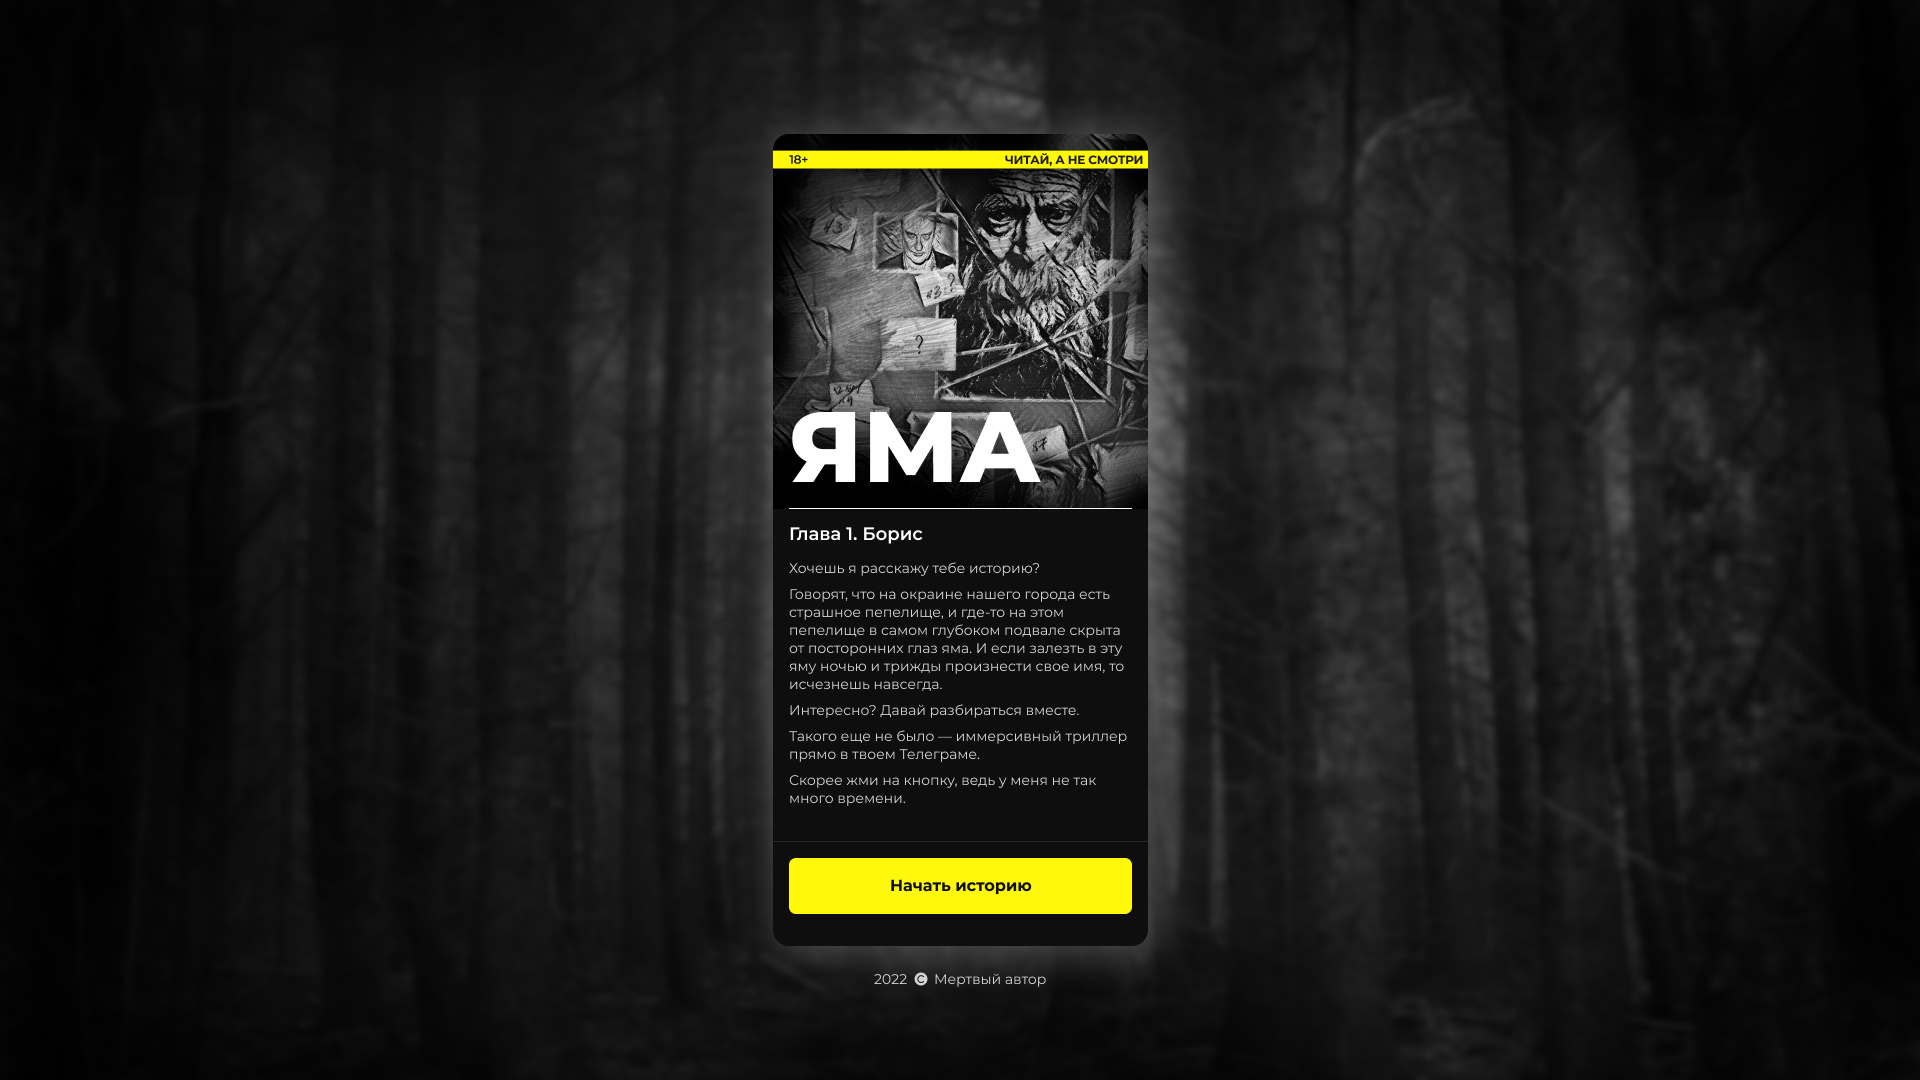 18+
ЧИТАЙ, А НЕ СМОТРИ
?
ЯМА
Глава 1. Борис
Хочешь я расскажу тебе историю?
Говорят, что на окраине нашего города есть
страшное пепелище, и где-то на этом
пепелище в самом глубоком подвале скрыта
от посторонних глаз яма. И если залезть в эту
яму ночью и трижды произнести свое имя, то
исчезнешь навсегда.
Интересно? Давай разбираться вместе.
Такого еще не было — иммерсивный триллер
прямо в твоем Телеграме.
Скорее жми на кнопку, ведь у меня не так
много времени.
Начать историю
2022 © Мертвый автор